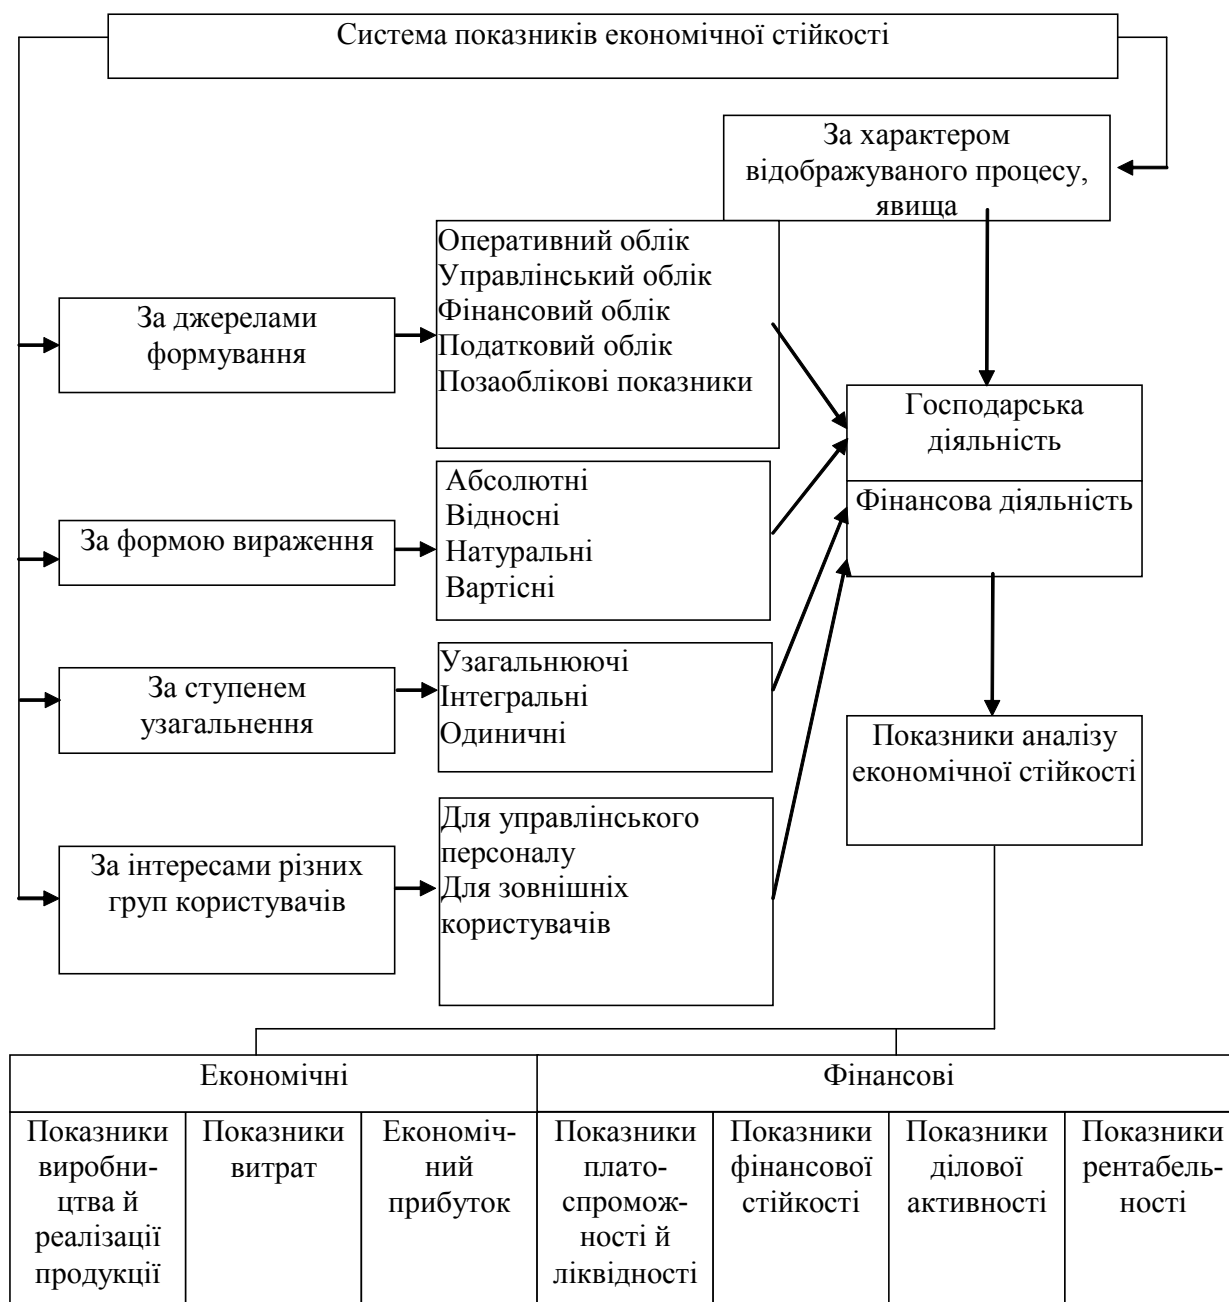 Система показників економічної стійкості
За характером
відображуваного процесу,
явища
За джерелами
формування
Оперативний облік
Управлінський облік
Фінансовий облік
Податковий облік
Позаоблікові показники
Господарська
діяльність
Фінансова діяльність
За формою вираження
Абсолютні
Відносні
Натуральні
Вартісні
За ступенем
узагальнення
Узагальнюючі
Інтегральні
Одиничні
Показники аналізу
економічної стійкості
За інтересами різних
груп користувачів
Для управлінського
персоналу
Для зовнішніх
користувачів
Економічні
Фінансові
Показники
виробни-
цтва й
реалізації
продукції
Показники
витрат
Економіч-
ний
прибуток
Показники
плато-
спромож-
ності й
ліквідності
Показники
фінансової
стійкості
Показники
ділової
активності
Показники
рентабель-
ності